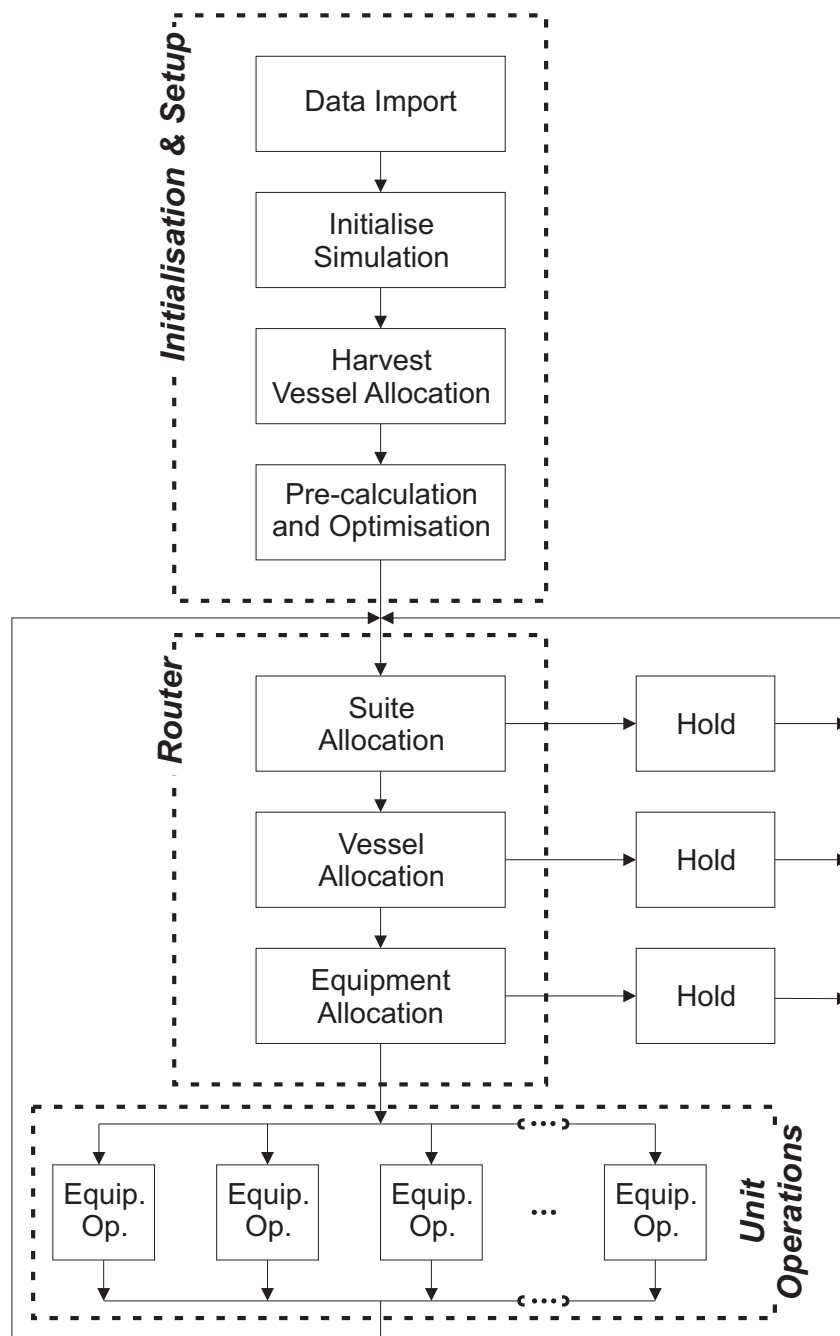 Initialisation & Setup
Data Import
Initialise
Simulation
Harvest
Vessel Allocation
Pre-calculation
and Optimisation
Router
Suite
Allocation
Hold
Vessel
Allocation
Hold
Equipment
Allocation
Hold
Equip.
Op.
Equip.
Op.
Equip.
Op.
...
Equip.
Op.
Unit
Operations